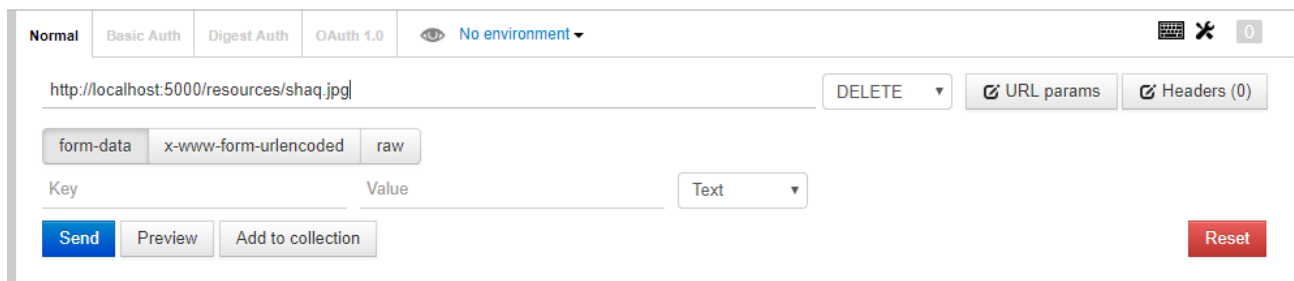 Normal Basic Auth Digest Auth OAuth 1.0 No environment 0
http://localhost:5000/resources/shaq.jpg DELETE URL params Headers (0)
form-data x-www-form-urlencoded raw
Key Value Text
Send Preview Add to collection Reset